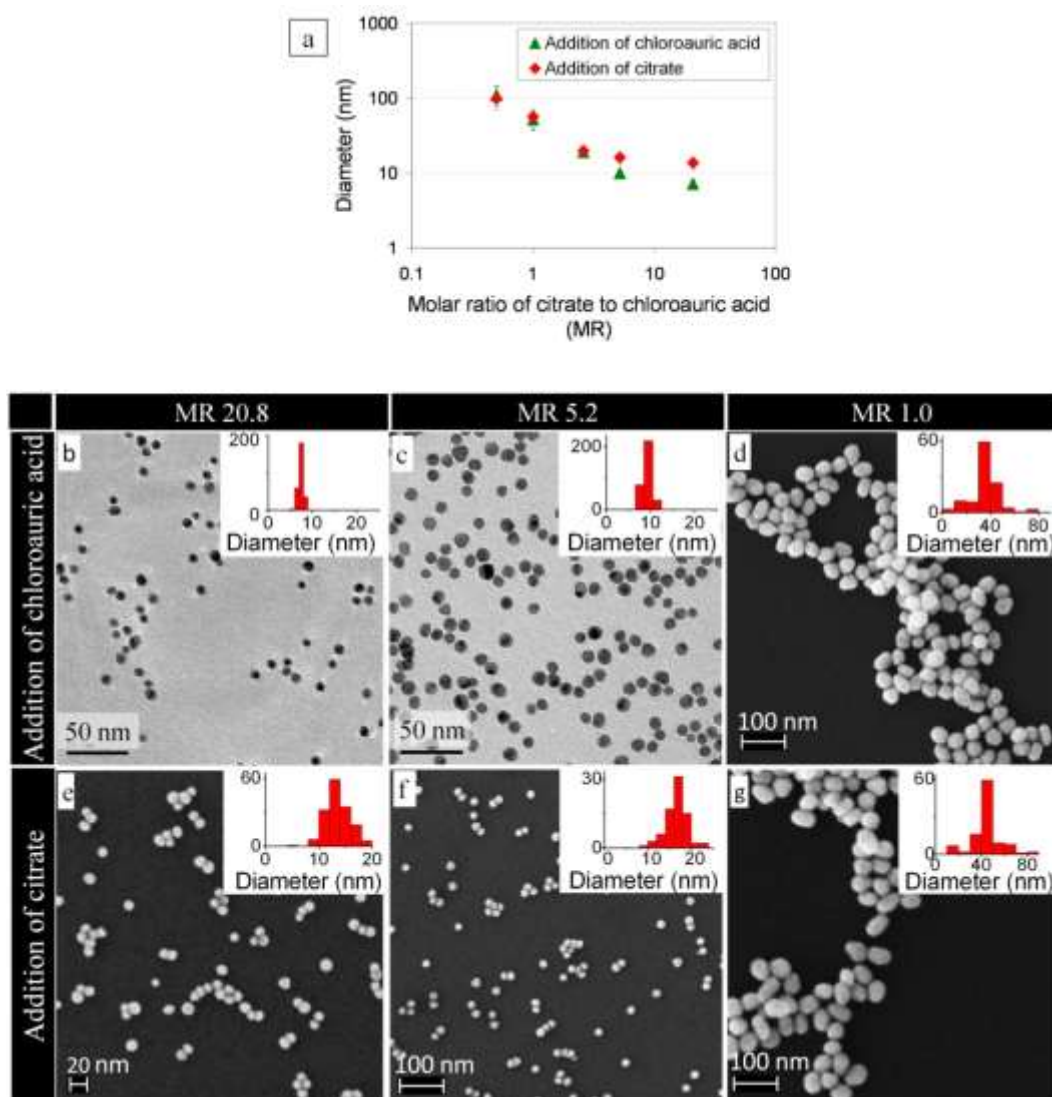 a
1000
100
10
1
Diameter (nm)
Addition of chloroauric acid
Addition of citrate
0.1 1 10 100
Molar ratio of citrate to chloroauric acid
(MR)
MR 20.8 MR 5.2 MR 1.0
Addition of chloroauric acid
b
200
0
0 10 20
Diameter (nm)
50 nm
c
200
0
0 10 20
Diameter (nm)
50 nm
d
60
0
0 40 80
Diameter (nm)
100 nm
Addition of citrate
e
60
0
0 10 20
Diameter (nm)
20 nm
f
30
0
0 10 20
Diameter (nm)
100 nm
g
60
0
0 40 80
Diameter (nm)
100 nm